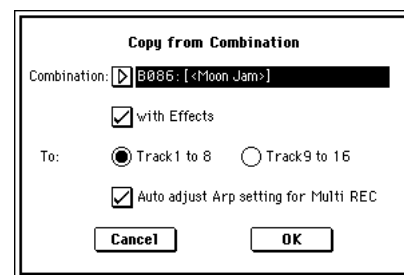 Copy from Combination
Combination: B086: [<Moon Jam>]
with Effects
To: Track1 to 8 Track9 to 16
Auto adjust Arp setting for Multi REC
Cancel OK